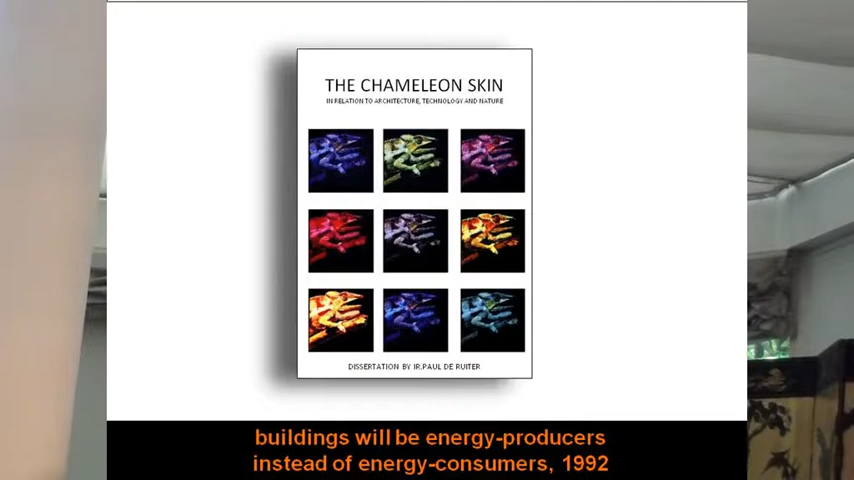 THE CHAMELEON SKIN
IN RELATION TO ARCHITECTURE, TECHNOLOGY AND NATURE
DISSERTATION BY IR.PAUL DE RUITER
buildings will be energy-producers
instead of energy-consumers, 1992